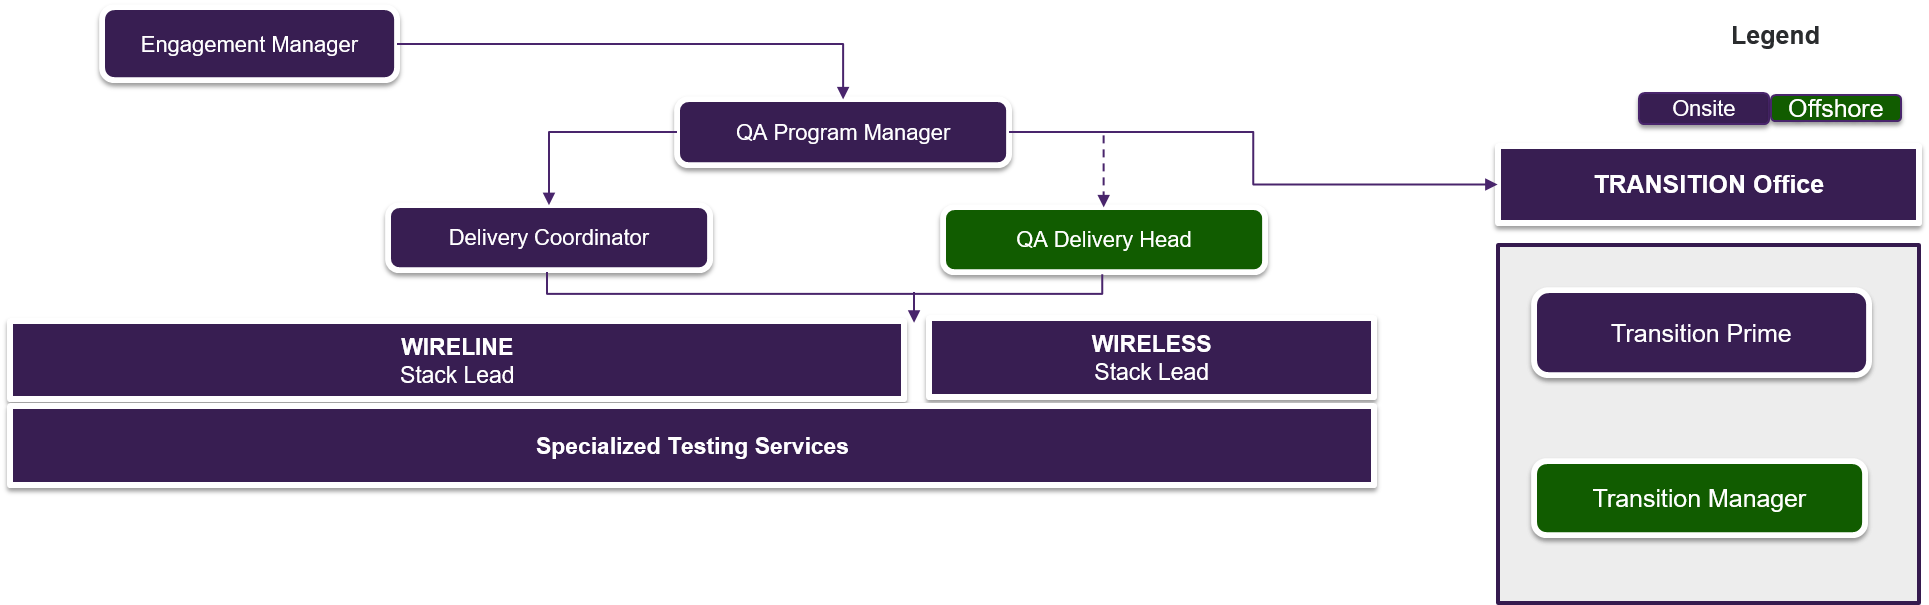 Engagement Manager
Legend
QA Program Manager
Onsite
Offshore
TRANSITION Office
Delivery Coordinator
QA Delivery Head
WIRELINE
Stack Lead
WIRELESS
Stack Lead
Transition Prime
Specialized Testing Services
Transition Manager